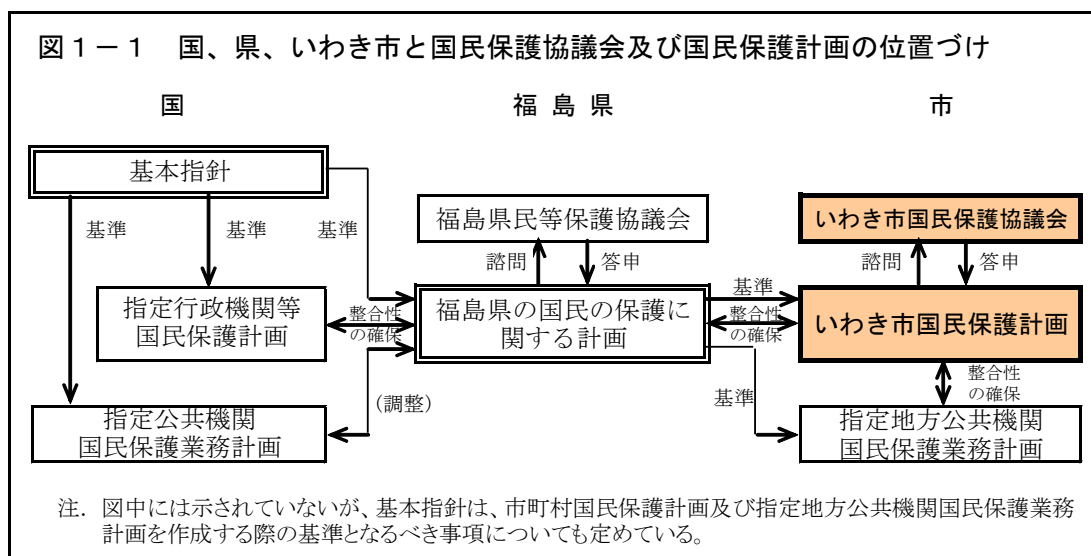 図1－1 国、県、いわき市と国民保護協議会及び国民保護計画の位置づけ
国
福島県
市
基本指針
基準
基準
基準
福島県民等保護協議会
いわき市国民保護協議会
諮問
答申
諮問
答申
指定行政機関等
国民保護計画
整合性
の確保
福島県の国民の保護に
関する計画
基準
整合性
の確保
いわき市国民保護計画
(調整)
基準
整合性
の確保
指定公共機関
国民保護業務計画
指定地方公共機関
国民保護業務計画
注. 図中には示されていないが、基本指針は、市町村国民保護計画及び指定地方公共機関国民保護業務
計画を作成する際の基準となるべき事項についても定めている。